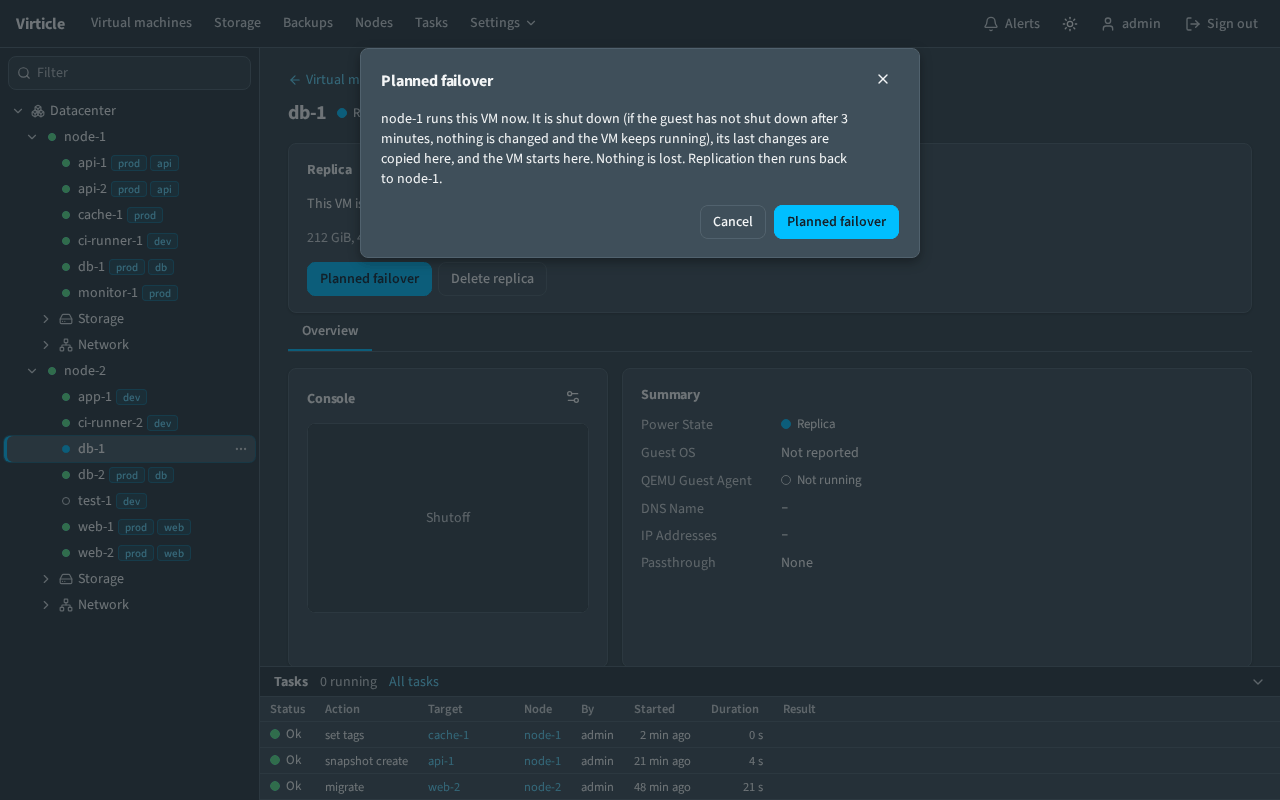 Virticle
Virtual machines
Storage
Backups
Nodes
Tasks
Settings
Alerts
admin
Sign out
Filter
Datacenter
node-1
api-1 prod api
api-2 prod api
cache-1 prod
ci-runner-1 dev
db-1 prod db
monitor-1 prod
Storage
Network
node-2
app-1 dev
ci-runner-2 dev
db-1 ...
db-2 prod db
test-1 dev
web-1 prod web
web-2 prod web
Storage
Network
Virtual m
db-1
Replica
This VM is
212 GiB,
Planned failover
Delete replica
Planned failover
node-1 runs this VM now. It is shut down (if the guest has not shut down after 3
minutes, nothing is changed and the VM keeps running), its last changes are
copied here, and the VM starts here. Nothing is lost. Replication then runs back
to node-1.
Cancel
Planned failover
Overview
Console
Shutoff
Summary
Power State Replica
Guest OS Not reported
QEMU Guest Agent Not running
DNS Name –
IP Addresses –
Passthrough None
Tasks 0 running All tasks
Status Action Target Node By Started Duration Result
Ok set tags cache-1 node-1 admin 2 min ago 0 s
Ok snapshot create api-1 node-1 admin 21 min ago 4 s
Ok migrate web-2 node-2 admin 48 min ago 21 s